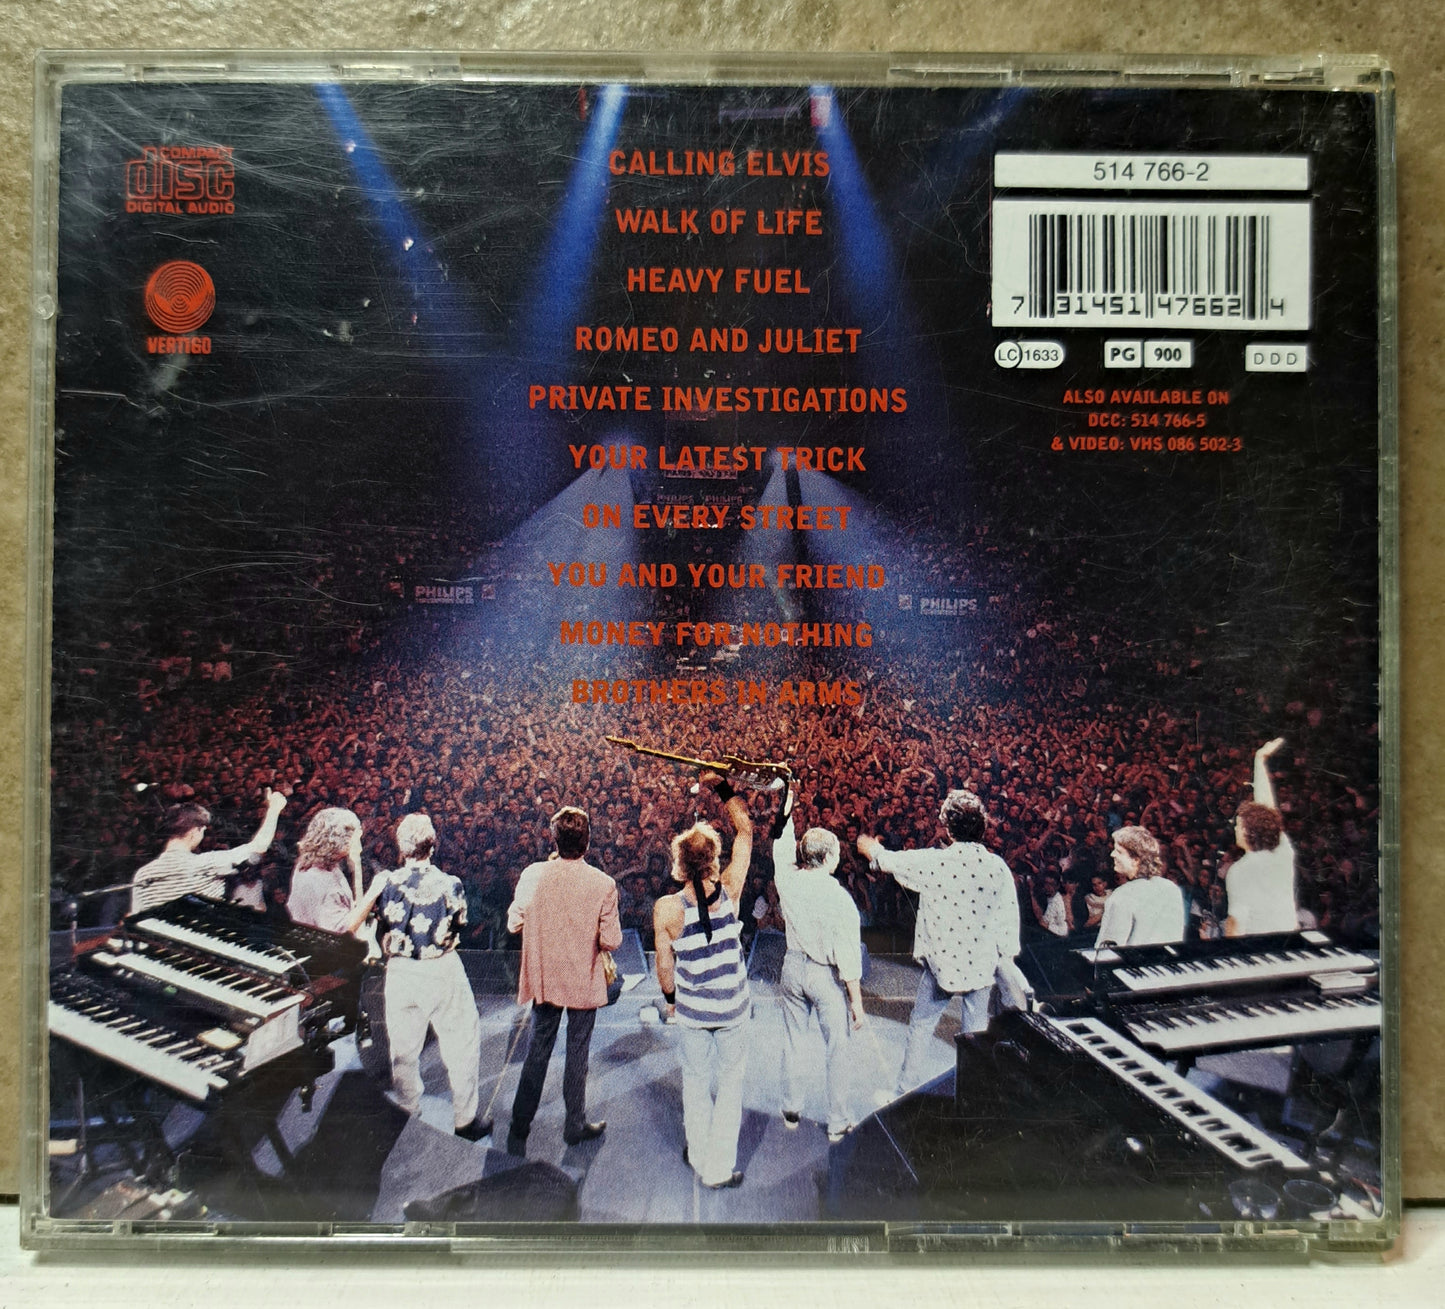 COMPACT
disc
DIGITAL AUDIO
VERTIGO
CALLING ELVIS
WALK OF LIFE
HEAVY FUEL
ROMEO AND JULIET
PRIVATE INVESTIGATIONS
YOUR LATEST TRICK
ON EVERY STREET
YOU AND YOUR FRIEND
MONEY FOR NOTHING
BROTHERS IN ARMS
514 766-2
7 31451 47662 4
LC 1633
PG 900
DDD
ALSO AVAILABLE ON
DCC: 514 766-5
& VIDEO: VHS 086 502-3
PHILIPS PHILIPS
PHILIPS
PHILIPS